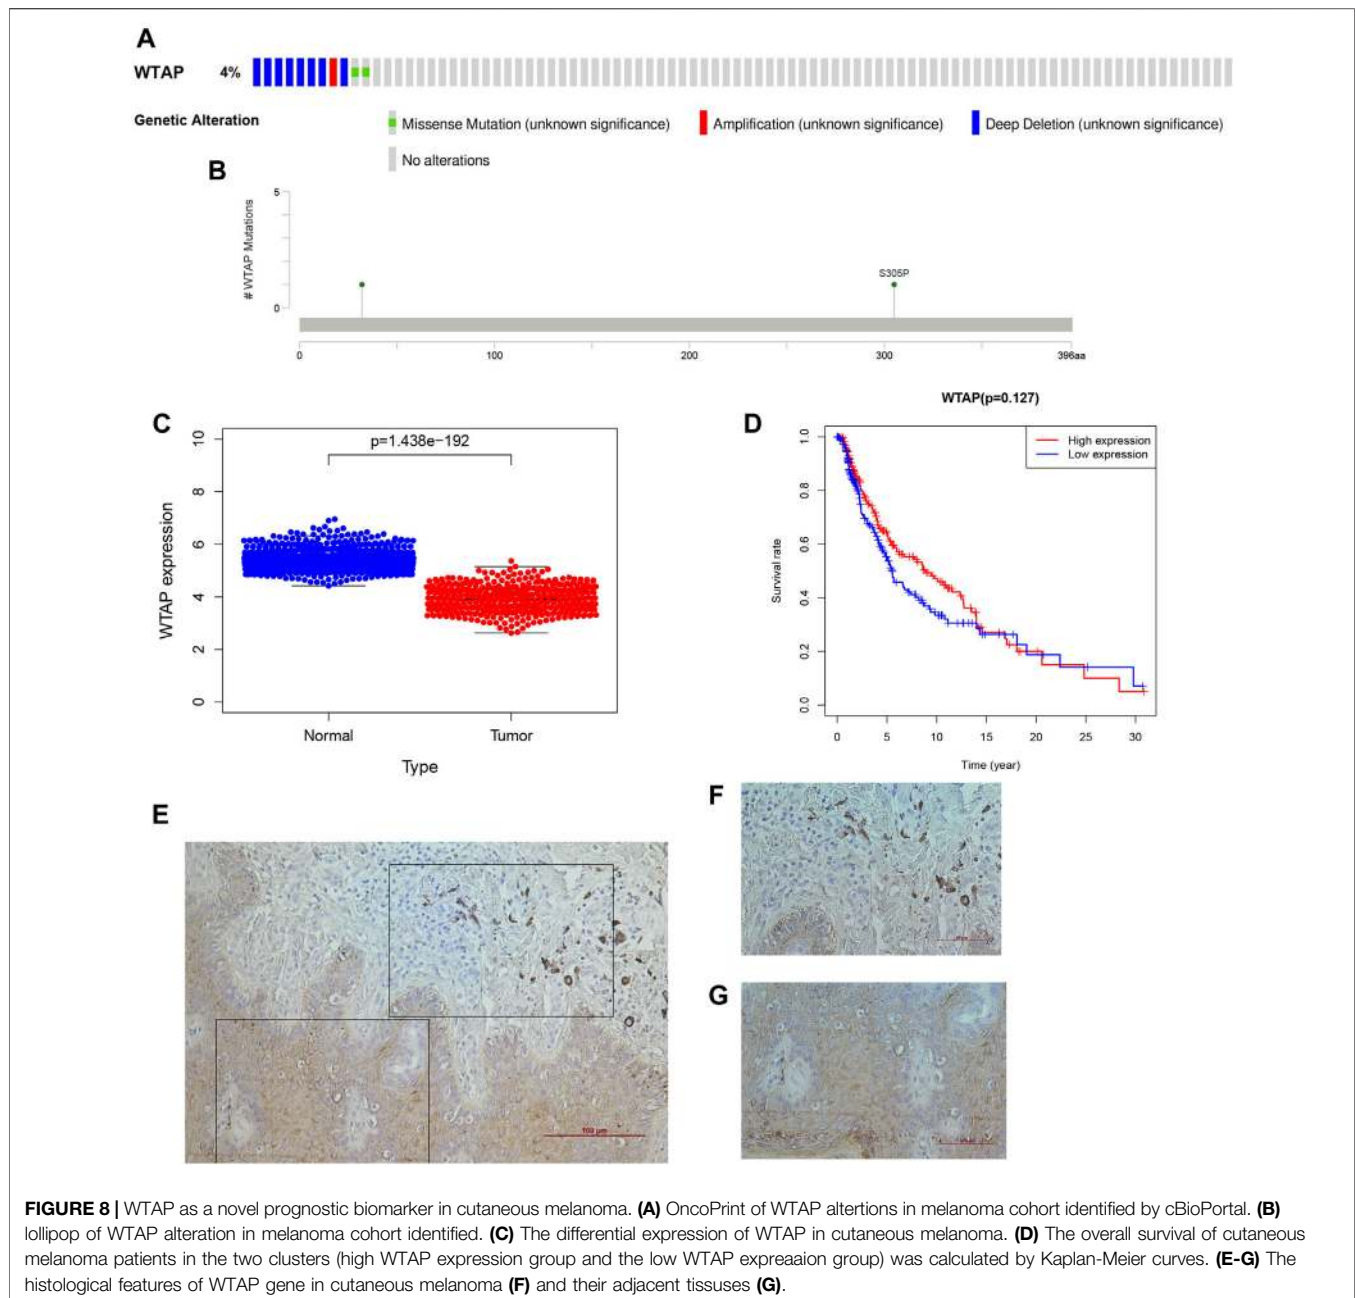 A
WTAP 4%
Genetic Alteration
Missense Mutation (unknown significance)
Amplification (unknown significance)
Deep Deletion (unknown significance)
No alterations
B
# WTAP Mutations
5
0
S305P
0 100 200 300 396aa
C
p=1.438e−192
WTAP expression
10
8
6
4
2
0
Normal Tumor
Type
D
WTAP(p=0.127)
High expression
Low expression
Survival rate
1.0
0.8
0.6
0.4
0.2
0.0
0 5 10 15 20 25 30
Time (year)
E
100 µm
F
G
FIGURE 8 | WTAP as a novel prognostic biomarker in cutaneous melanoma. (A) OncoPrint of WTAP altertions in melanoma cohort identified by cBioPortal. (B)
lollipop of WTAP alteration in melanoma cohort identified. (C) The differential expression of WTAP in cutaneous melanoma. (D) The overall survival of cutaneous
melanoma patients in the two clusters (high WTAP expression group and the low WTAP expreaaion group) was calculated by Kaplan-Meier curves. (E-G) The
histological features of WTAP gene in cutaneous melanoma (F) and their adjacent tissuses (G).